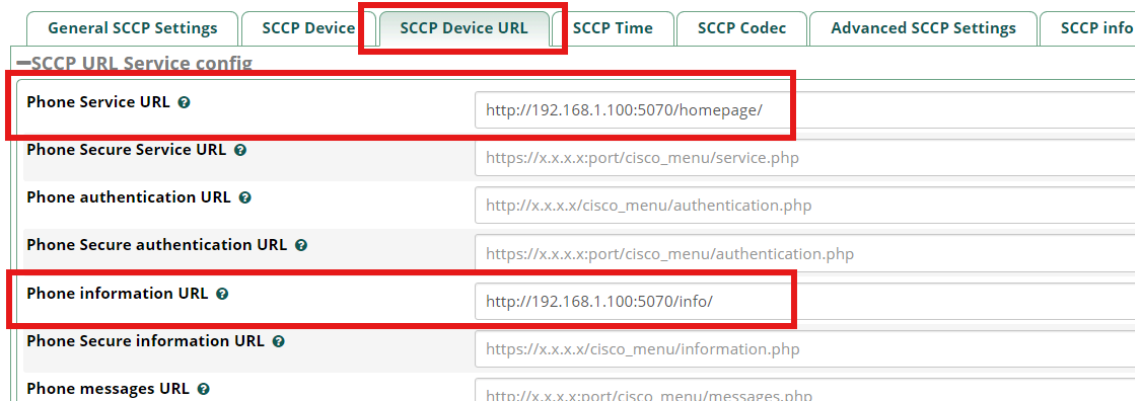 General SCCP Settings SCCP Device SCCP Device URL SCCP Time SCCP Codec Advanced SCCP Settings SCCP info
SCCP URL Service config
Phone Service URL http://192.168.1.100:5070/homepage/
Phone Secure Service URL https://x.x.x.x:port/cisco_menu/service.php
Phone authentication URL http://x.x.x.x/cisco_menu/authentication.php
Phone Secure authentication URL https://x.x.x.x:port/cisco_menu/authentication.php
Phone information URL http://192.168.1.100:5070/info/
Phone Secure information URL https://x.x.x.x/cisco_menu/information.php
Phone messages URL http://x.x.x.x:port/cisco_menu/messages.php